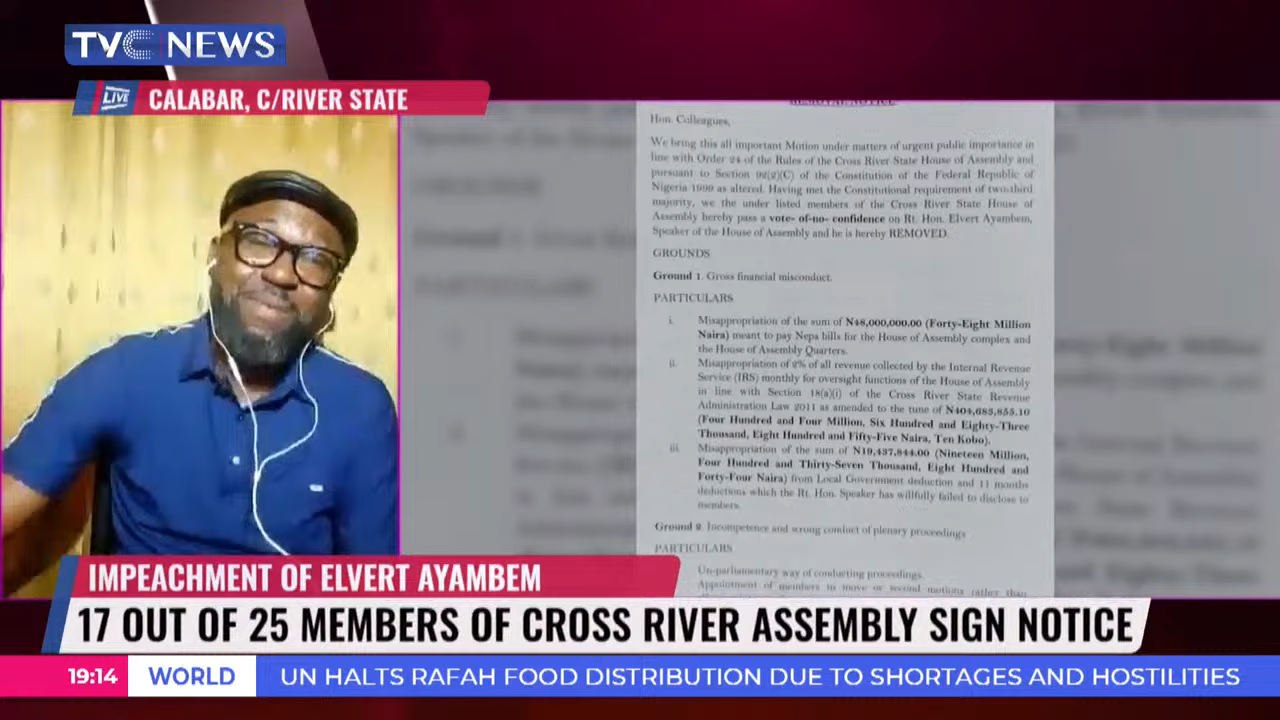 TVC NEWS
LIVE CALABAR, C/RIVER STATE
REMOVAL NOTICE
Hon. Colleagues,
We bring this all important Motion under matters of urgent public importance in
line with Order 24 of the Rules of the Cross River State House of Assembly and
pursuant to Section 92(2)(C) of the Constitution of the Federal Republic of
Nigeria 1999 as altered. Having met the Constitutional requirement of two-third
majority, we the under listed members of the Cross River State House of
Assembly hereby pass a vote- of-no- confidence on Rt. Hon. Elvert Ayambem,
Speaker of the House of Assembly and he is hereby REMOVED.
GROUNDS
Ground 1. Gross financial misconduct.
PARTICULARS
i. Misappropriation of the sum of N48,000,000.00 (Forty-Eight Million
Naira) meant to pay Nepa bills for the House of Assembly complex and
the House of Assembly Quarters.
ii. Misappropriation of 2% of all revenue collected by the Internal Revenue
Service (IRS) monthly for oversight functions of the House of Assembly
in line with Section 18(a)(i) of the Cross River State Revenue
Administration Law 2011 as amended to the tune of N404,683,855.10
(Four Hundred and Four Million, Six Hundred and Eighty-Three
Thousand, Eight Hundred and Fifty-Five Naira, Ten Kobo).
iii. Misappropriation of the sum of N19,437,844.00 (Nineteen Million,
Four Hundred and Thirty-Seven Thousand, Eight Hundred and
Forty-Four Naira) from Local Government deduction and 11 months
deductions which the Rt. Hon. Speaker has willfully failed to disclose to
members.
Ground 2. Incompetence and wrong conduct of plenary proceedings
PARTICULARS
Un-parliamentary way of conducting proceedings.
Appointment of members to move or second motions rather than
IMPEACHMENT OF ELVERT AYAMBEM
17 OUT OF 25 MEMBERS OF CROSS RIVER ASSEMBLY SIGN NOTICE
19:14 WORLD UN HALTS RAFAH FOOD DISTRIBUTION DUE TO SHORTAGES AND HOSTILITIES